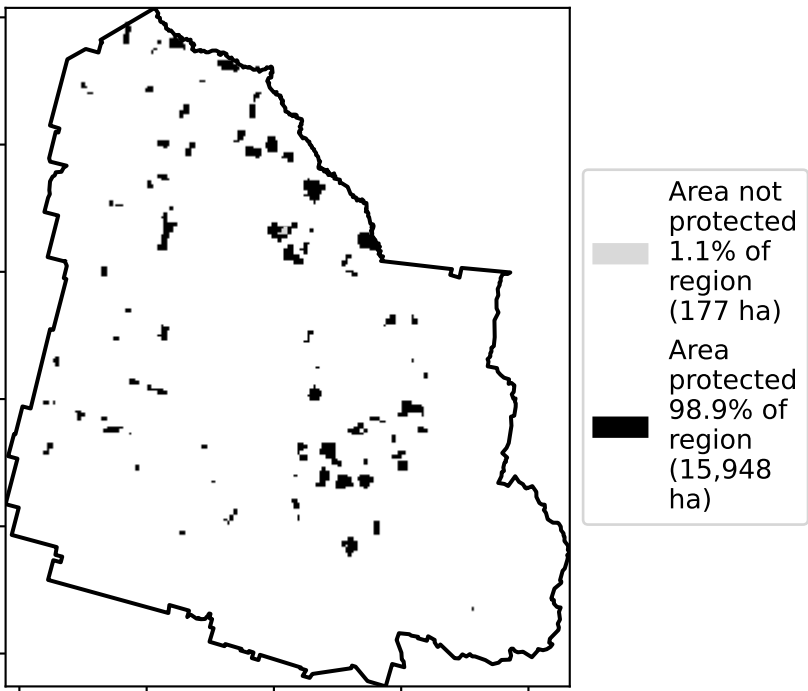 Area not
protected
1.1% of
region
(177 ha)
Area
protected
98.9% of
region
(15,948
ha)